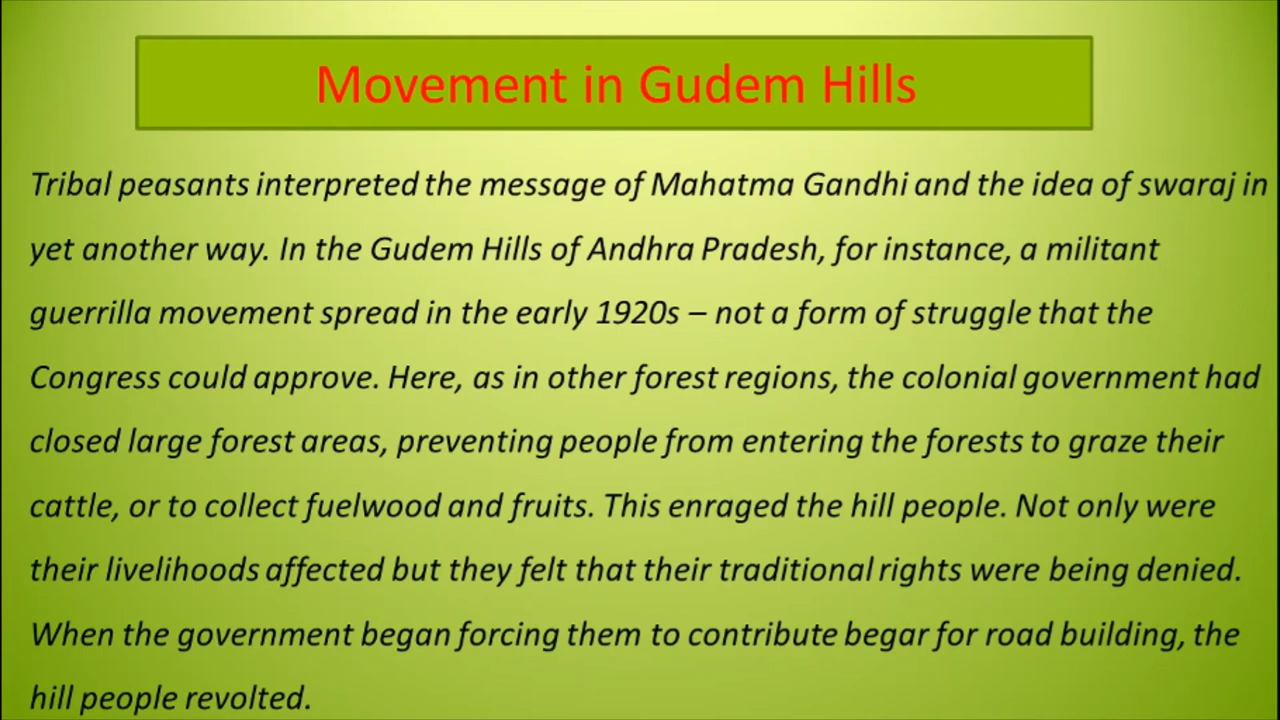 Movement in Gudem Hills
Tribal peasants interpreted the message of Mahatma Gandhi and the idea of swaraj in
yet another way. In the Gudem Hills of Andhra Pradesh, for instance, a militant
guerrilla movement spread in the early 1920s – not a form of struggle that the
Congress could approve. Here, as in other forest regions, the colonial government had
closed large forest areas, preventing people from entering the forests to graze their
cattle, or to collect fuelwood and fruits. This enraged the hill people. Not only were
their livelihoods affected but they felt that their traditional rights were being denied.
When the government began forcing them to contribute begar for road building, the
hill people revolted.